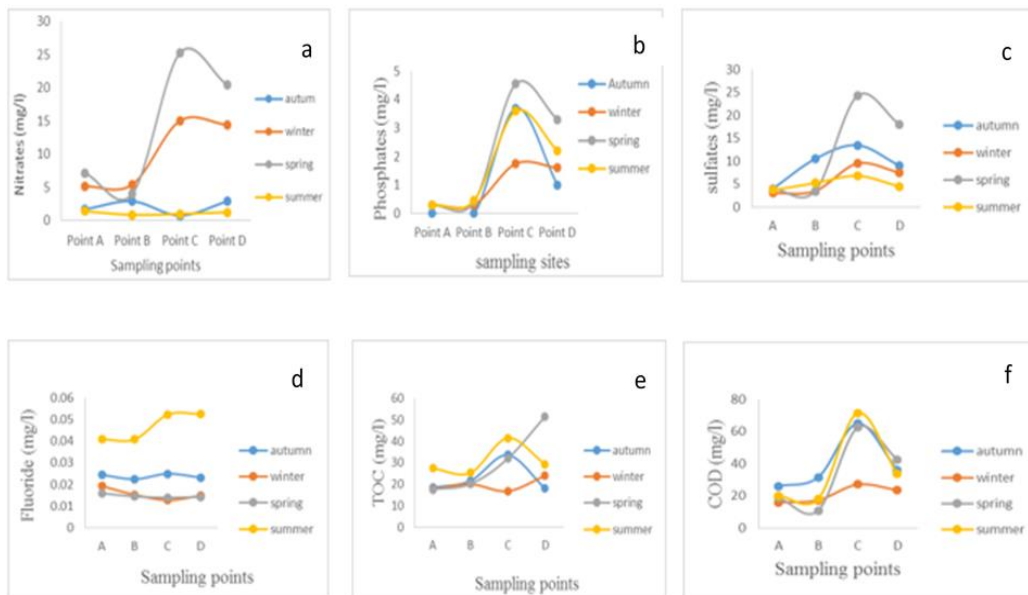 a
30
25
20
15
10
5
0
Nitrates (mg/l)
Point A Point B Point C Point D
Sampling points
autum
winter
spring
summer
b
5
4
3
2
1
0
Phosphates (mg/l)
Point A Point B Point C Point D
sampling sites
Autumn
winter
spring
summer
c
30
25
20
15
10
5
0
sulfates (mg/l)
A B C D
Sampling points
autumn
winter
spring
summer
d
0.06
0.05
0.04
0.03
0.02
0.01
0
Fluoride (mg/l)
A B C D
Sampling points
autumn
winter
spring
summer
e
60
50
40
30
20
10
0
TOC (mg/l)
A B C D
Sampling points
autumn
winter
spring
summer
f
80
60
40
20
0
COD (mg/l)
A B C D
Sampling points
autumn
winter
spring
summer